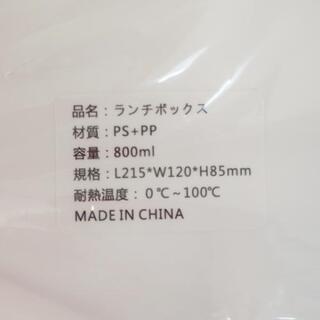 品名：ランチボックス
材質：PS+PP
容量：800ml
規格：L215*W120*H85mm
耐熱温度：０℃~100℃
MADE IN CHINA